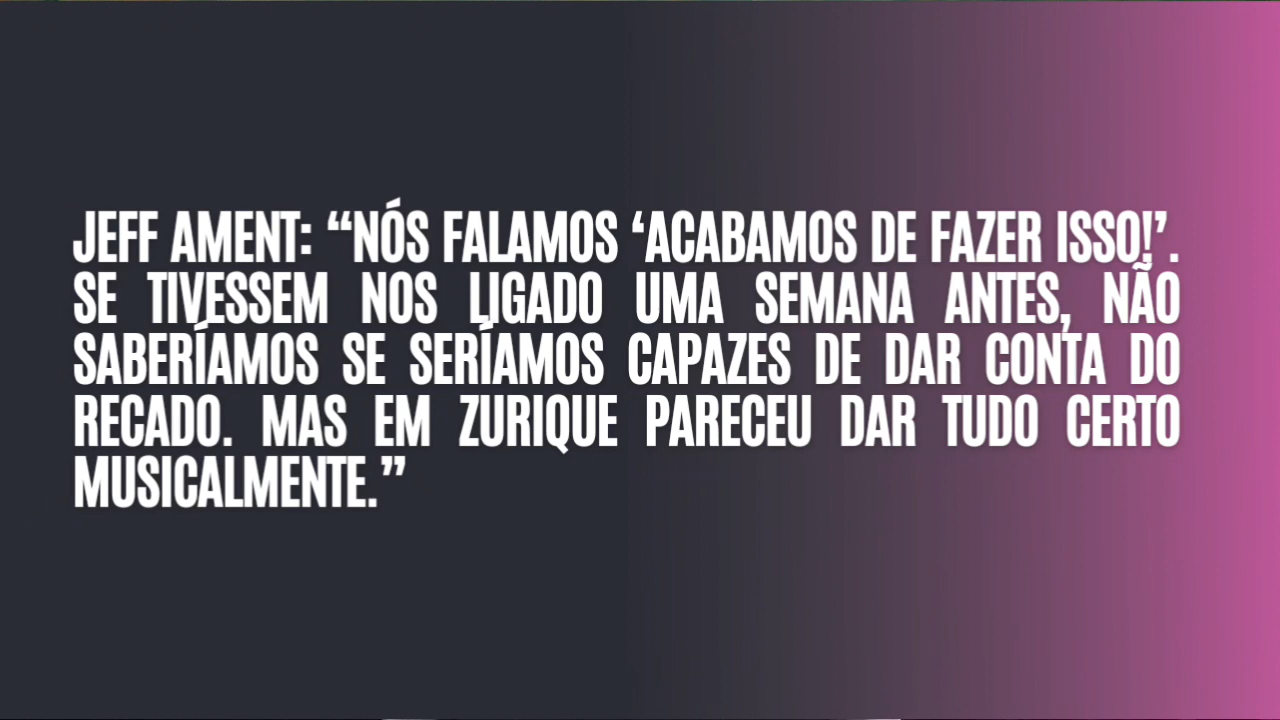 JEFF AMENT: “NÓS FALAMOS ‘ACABAMOS DE FAZER ISSO!’.
SE TIVESSEM NOS LIGADO UMA SEMANA ANTES, NÃO
SABERÍAMOS SE SERÍAMOS CAPAZES DE DAR CONTA DO
RECADO. MAS EM ZURIQUE PARECEU DAR TUDO CERTO
MUSICALMENTE.”